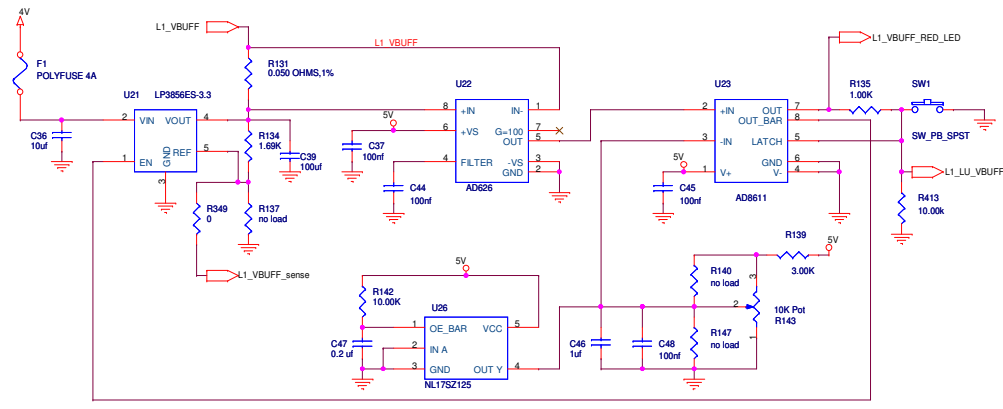 4V
L1_VBUFF
L1_VBUFF
F1
POLYFUSE 4A
R131
0.050 OHMS,1%
L1_VBUFF_RED_LED
U21
LP3856ES-3.3
VIN
VOUT
GND
REF
EN
2
4
5
1
3
C36
10uf
R134
1.69K
C39
100uf
R349
0
R137
no load
L1_VBUFF_sense
U22
+IN
IN-
+VS
G=100
OUT
FILTER
-VS
GND
8
6
4
1
7
5
3
2
AD626
5V
C37
100nf
C44
100nf
U23
+IN
OUT
OUT_BAR
-IN
LATCH
GND
V+
V-
2
3
1
7
8
5
6
4
AD8611
5V
C45
100nf
R135
1.00K
SW1
SW_PB_SPST
L1_LU_VBUFF
R413
10.00k
R139
3.00K
5V
R140
no load
3
2
1
10K Pot
R143
R147
no load
C46
1uf
C48
100nf
5V
R142
10.00K
U26
OE_BAR
VCC
IN A
GND
OUT Y
1
2
3
5
4
NL17SZ125
C47
0.2 uf